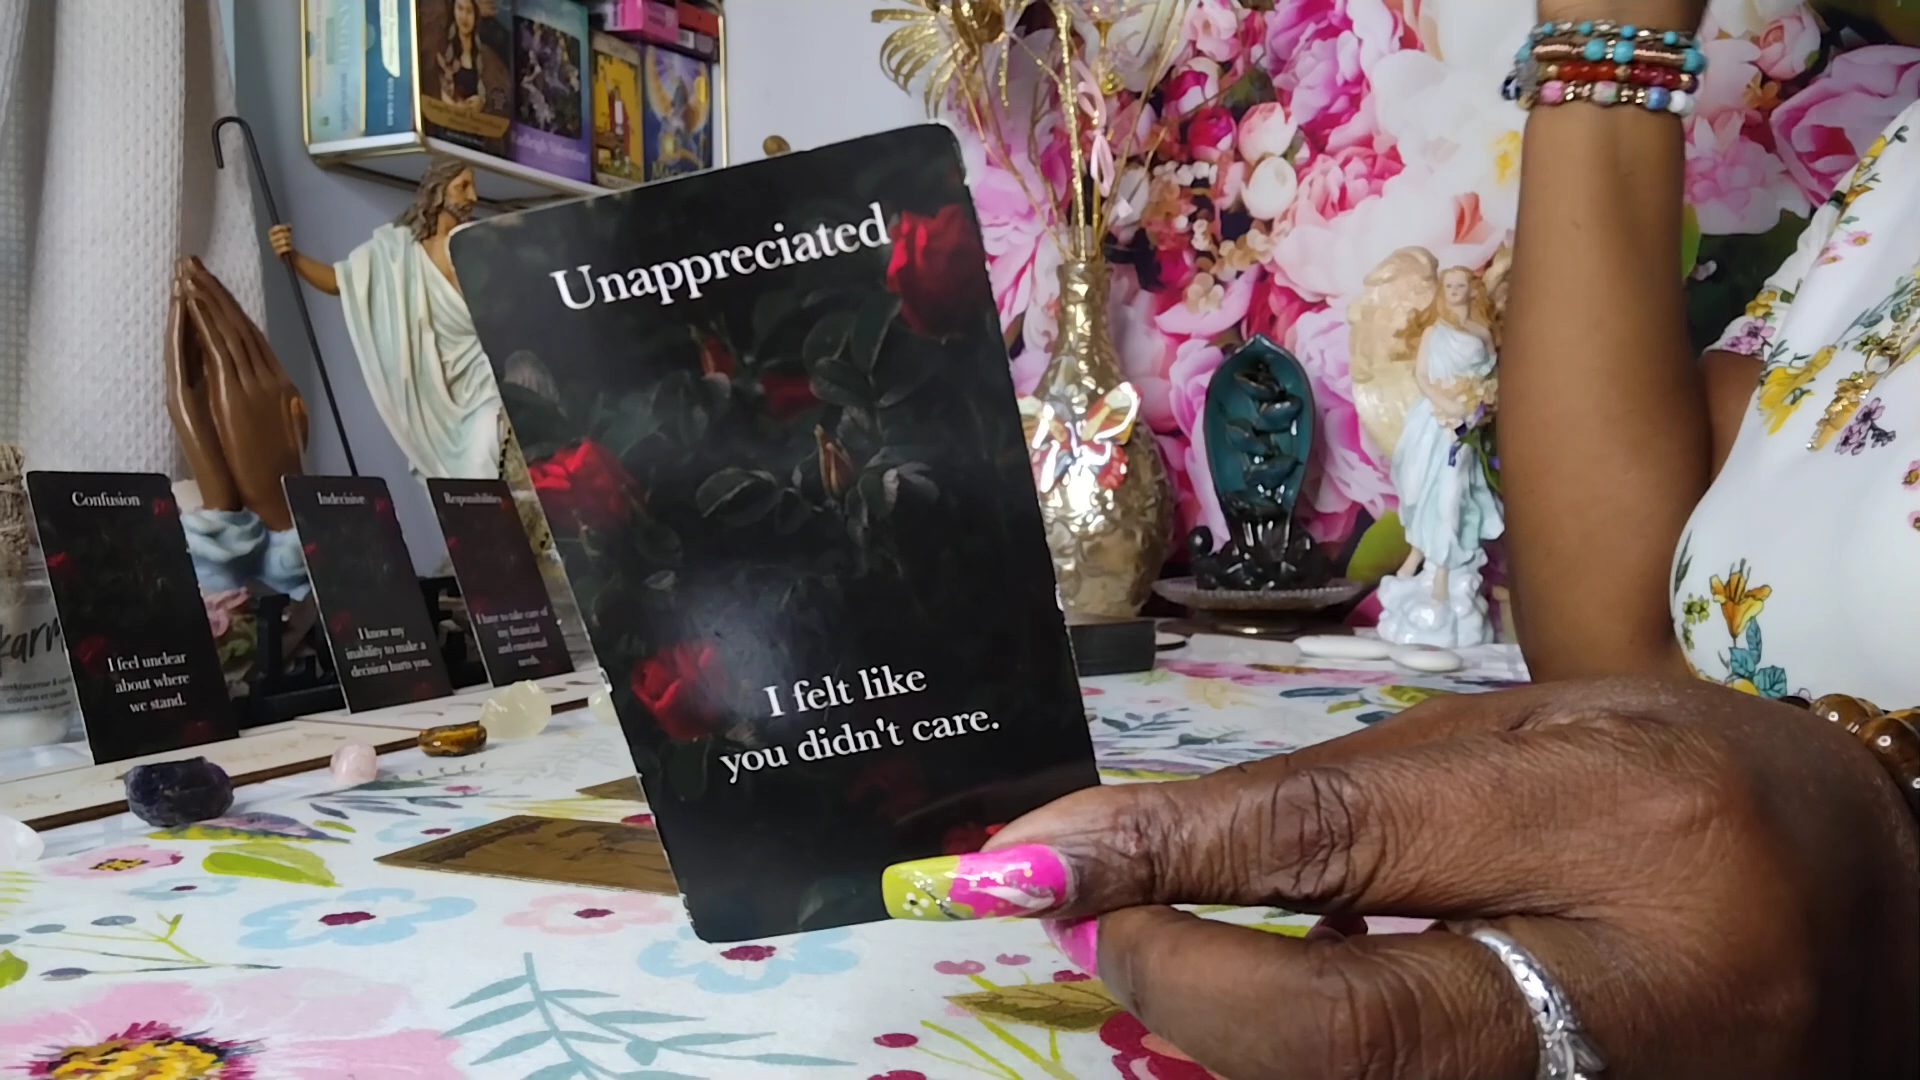 Unappreciated
I felt like
you didn't care.
Confusion
I feel unclear
about where
we stand.
Indecisive
I know my
inability to make a
decision hurts you.
Responsibilities
I have to take care of
my financial
and emotional
needs.
karm